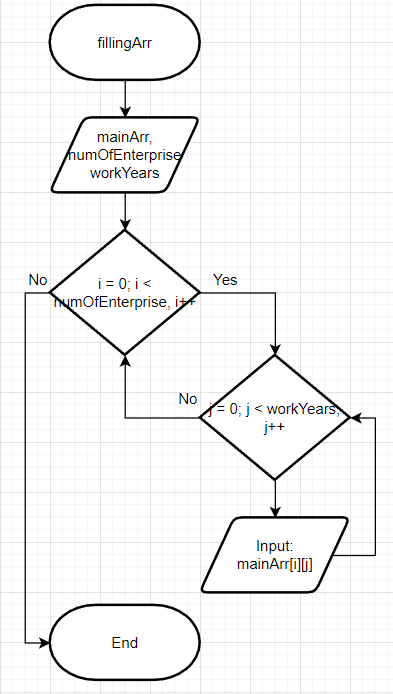 fillingArr
mainArr,
numOfEnterprise,
workYears
No
i = 0; i <
numOfEnterprise, i++
Yes
No
j = 0; j < workYears,
j++
Input:
mainArr[i][j]
End